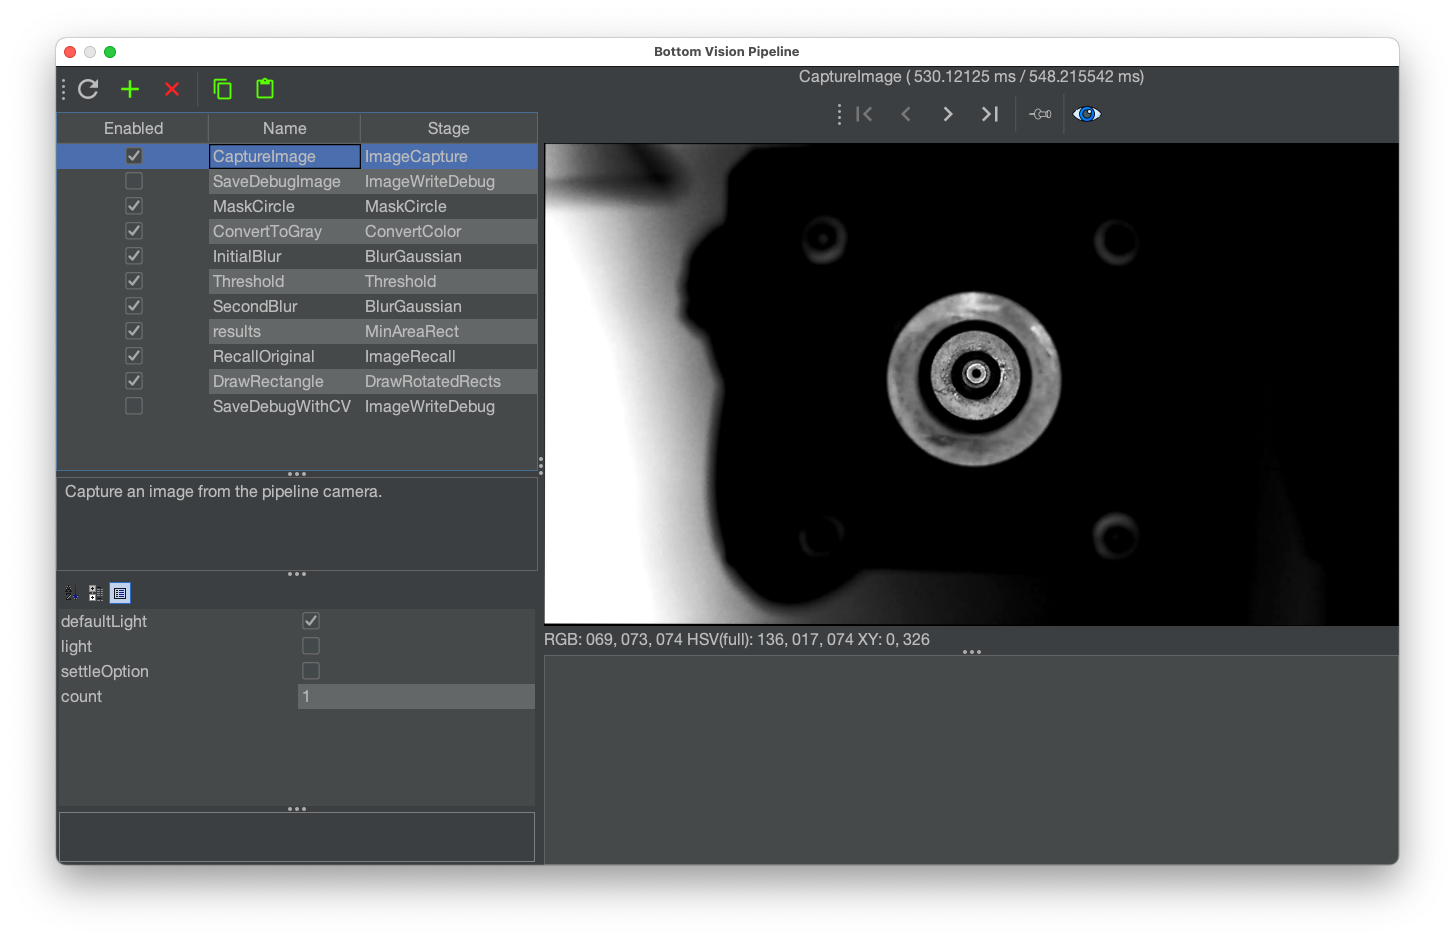 Bottom Vision Pipeline
CaptureImage ( 530.12125 ms / 548.215542 ms)
Enabled Name Stage
CaptureImage ImageCapture
SaveDebugImage ImageWriteDebug
MaskCircle MaskCircle
ConvertToGray ConvertColor
InitialBlur BlurGaussian
Threshold Threshold
SecondBlur BlurGaussian
results MinAreaRect
RecallOriginal ImageRecall
DrawRectangle DrawRotatedRects
SaveDebugWithCV ImageWriteDebug
Capture an image from the pipeline camera.
defaultLight
light
settleOption
count 1
RGB: 069, 073, 074 HSV(full): 136, 017, 074 XY: 0, 326